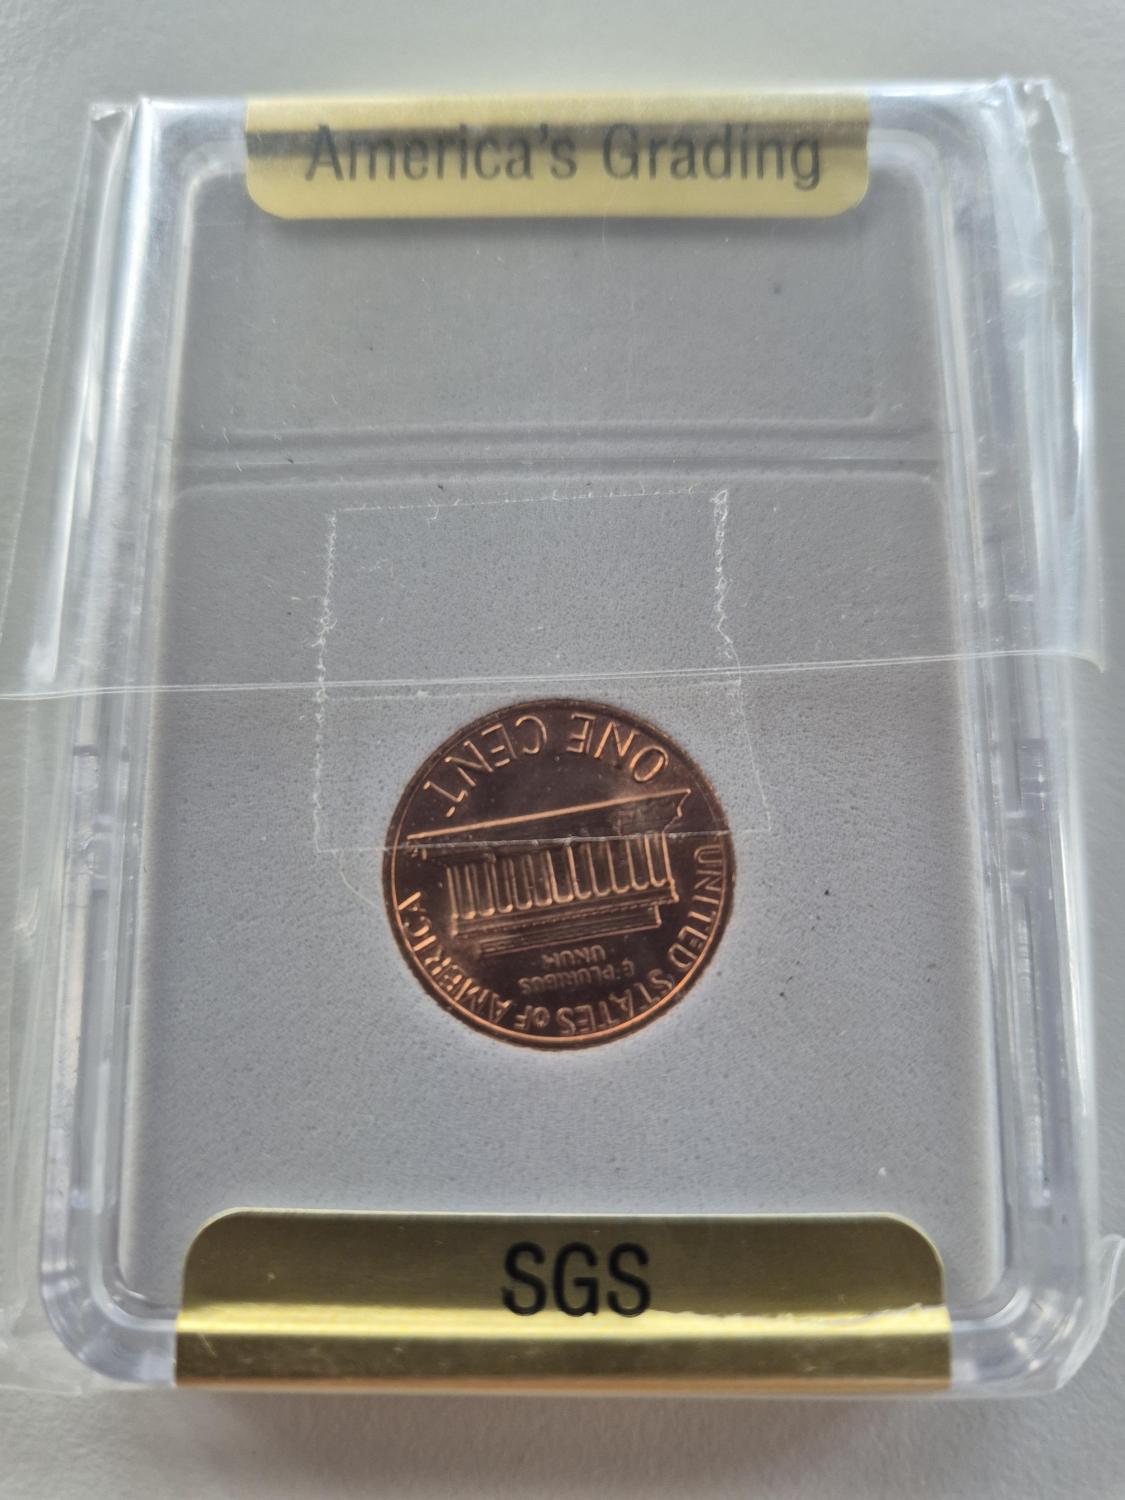 America's Grading
ONE CENT
UNITED STATES OF AMERICA
E PLURIBUS
UNUM
SGS